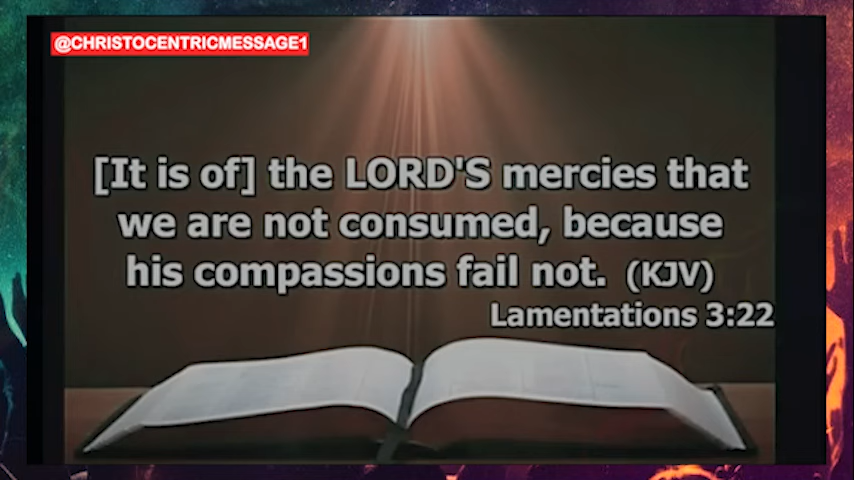 @CHRISTOCENTRICMESSAGE1
[It is of] the LORD'S mercies that
we are not consumed, because
his compassions fail not. (KJV)
Lamentations 3:22